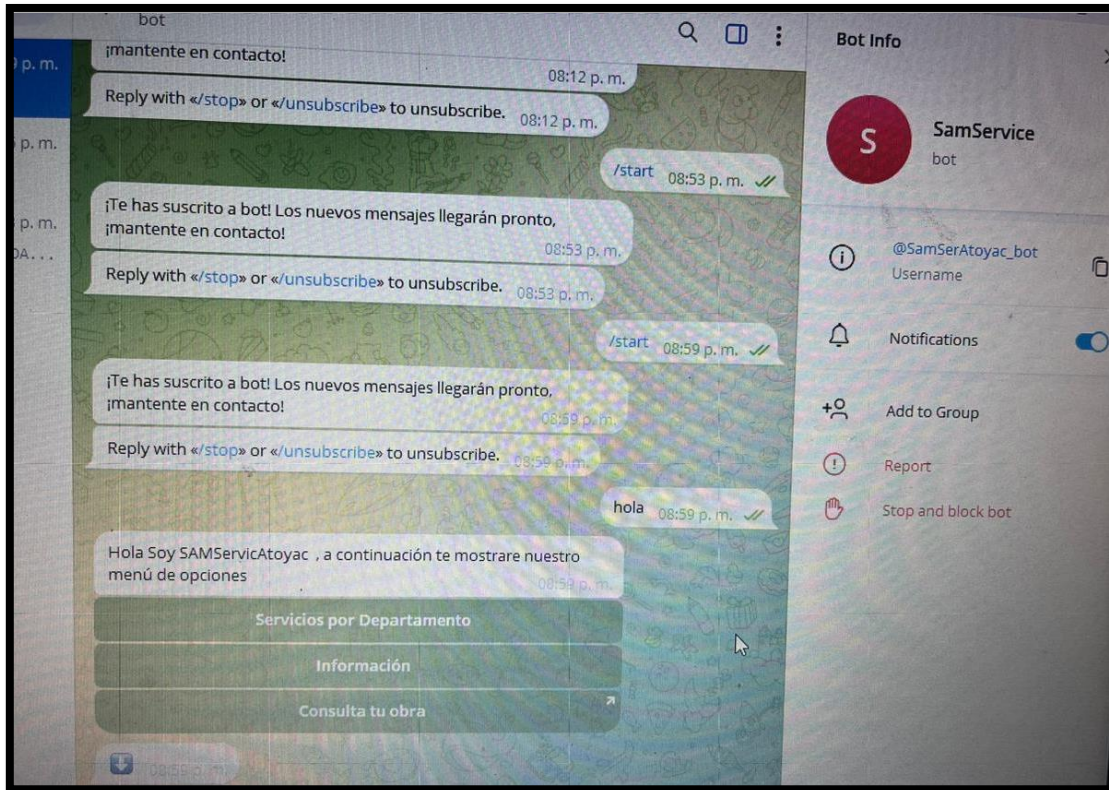 bot
¡mantente en contacto!
08:12 p. m.
Reply with «/stop» or «/unsubscribe» to unsubscribe. 08:12 p. m.
/start 08:53 p. m.
¡Te has suscrito a bot! Los nuevos mensajes llegarán pronto,
¡mantente en contacto!
08:53 p. m.
Reply with «/stop» or «/unsubscribe» to unsubscribe. 08:53 p. m.
/start 08:59 p. m.
¡Te has suscrito a bot! Los nuevos mensajes llegarán pronto,
¡mantente en contacto!
08:59 p. m.
Reply with «/stop» or «/unsubscribe» to unsubscribe. 08:59 p. m.
hola 08:59 p. m.
Hola Soy SAMServicAtoyac , a continuación te mostrare nuestro
menú de opciones
08:59 p. m.
Servicios por Departamento
Información
Consulta tu obra
p. m.
p. m.
p. m.
Bot Info
S
SamService
bot
@SamSerAtoyac_bot
Username
Notifications
Add to Group
Report
Stop and block bot